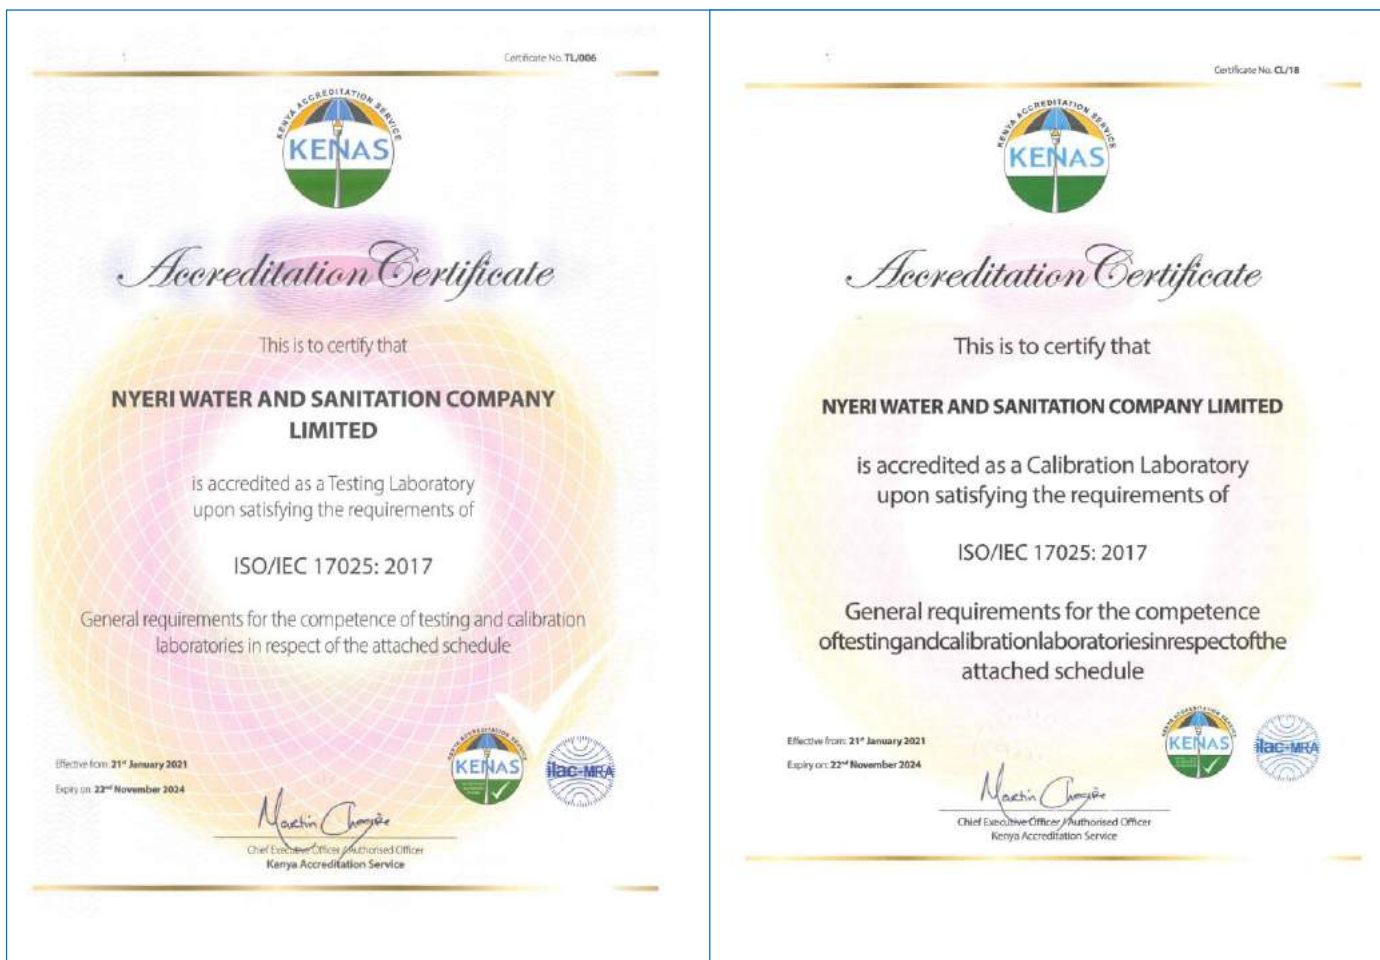 Certificate No. TL/006
KENYA ACCREDITATION SERVICE
KENAS
Accreditation Certificate
This is to certify that
NYERI WATER AND SANITATION COMPANY
LIMITED
is accredited as a Testing Laboratory
upon satisfying the requirements of
ISO/IEC 17025: 2017
General requirements for the competence of testing and calibration
laboratories in respect of the attached schedule
Effective from: 21st January 2021
Expiry on: 22nd November 2024
KENYA ACCREDITATION SERVICE
KENAS
ilac-MRA
Chief Executive Officer / Authorised Officer
Kenya Accreditation Service
Certificate No. CL/18
KENYA ACCREDITATION SERVICE
KENAS
Accreditation Certificate
This is to certify that
NYERI WATER AND SANITATION COMPANY LIMITED
is accredited as a Calibration Laboratory
upon satisfying the requirements of
ISO/IEC 17025: 2017
General requirements for the competence
oftestingandcalibrationlaboratoriesinrespectofthe
attached schedule
Effective from: 21st January 2021
Expiry on: 22nd November 2024
KENYA ACCREDITATION SERVICE
KENAS
ilac-MRA
Chief Executive Officer / Authorised Officer
Kenya Accreditation Service